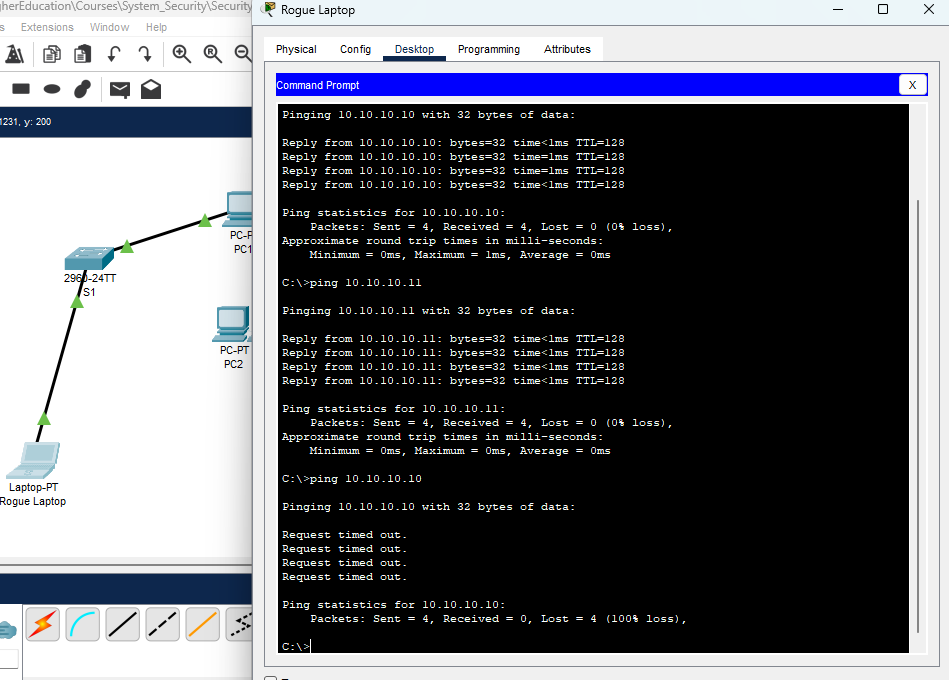 gherEducation\Courses\System_Security\Security
Rogue Laptop
s Extensions Window Help
Physical Config Desktop Programming Attributes
Command Prompt X
1231, y: 200
Pinging 10.10.10.10 with 32 bytes of data:
Reply from 10.10.10.10: bytes=32 time<1ms TTL=128
Reply from 10.10.10.10: bytes=32 time=1ms TTL=128
Reply from 10.10.10.10: bytes=32 time=1ms TTL=128
Reply from 10.10.10.10: bytes=32 time<1ms TTL=128
Ping statistics for 10.10.10.10:
Packets: Sent = 4, Received = 4, Lost = 0 (0% loss),
Approximate round trip times in milli-seconds:
Minimum = 0ms, Maximum = 1ms, Average = 0ms
C:\>ping 10.10.10.11
Pinging 10.10.10.11 with 32 bytes of data:
Reply from 10.10.10.11: bytes=32 time<1ms TTL=128
Reply from 10.10.10.11: bytes=32 time<1ms TTL=128
Reply from 10.10.10.11: bytes=32 time<1ms TTL=128
Reply from 10.10.10.11: bytes=32 time<1ms TTL=128
Ping statistics for 10.10.10.11:
Packets: Sent = 4, Received = 4, Lost = 0 (0% loss),
Approximate round trip times in milli-seconds:
Minimum = 0ms, Maximum = 0ms, Average = 0ms
C:\>ping 10.10.10.10
Pinging 10.10.10.10 with 32 bytes of data:
Request timed out.
Request timed out.
Request timed out.
Request timed out.
Ping statistics for 10.10.10.10:
Packets: Sent = 4, Received = 0, Lost = 4 (100% loss),
C:\>
PC-P
PC1
2960-24TT
S1
PC-PT
PC2
Laptop-PT
Rogue Laptop